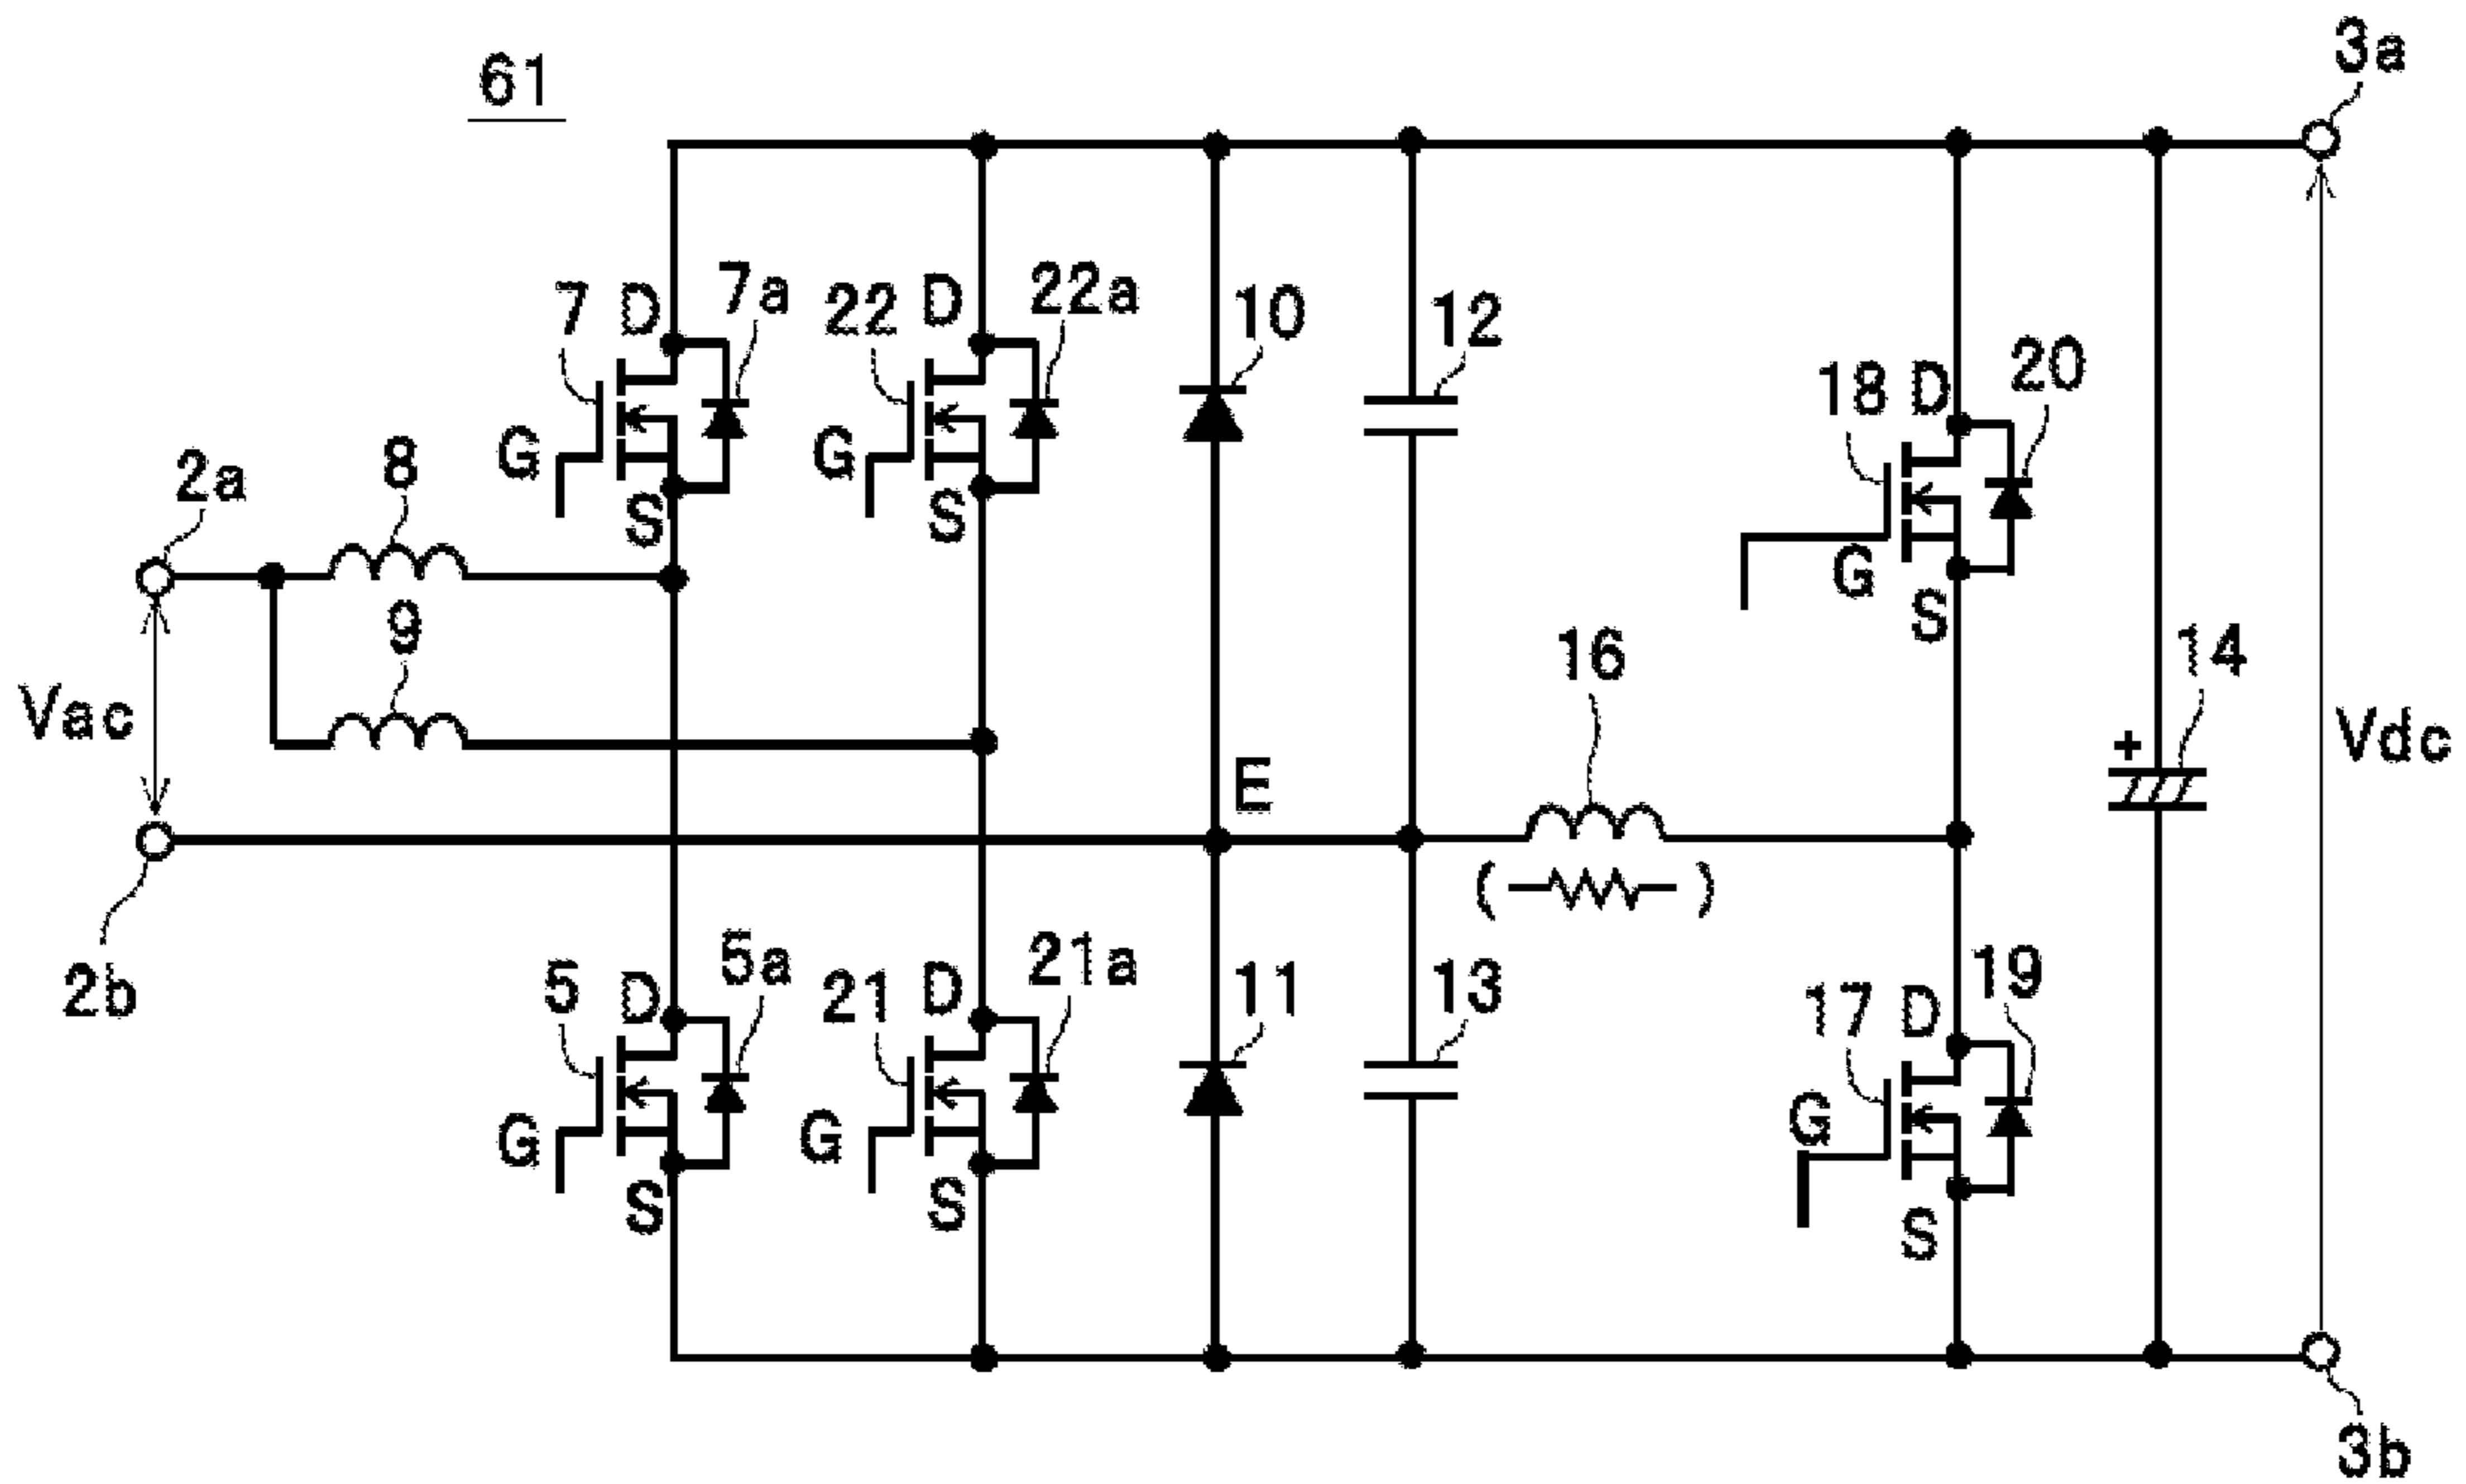 61
3a
7 D 7a 22 D 22a 10 12
18 D 20
G S G S
2a 8
G S
9
16
14
Vac
Vdc
+
E
2b
5 D 5a 21 D 21a 11 13
17 D 19
G S G S
G S
3b